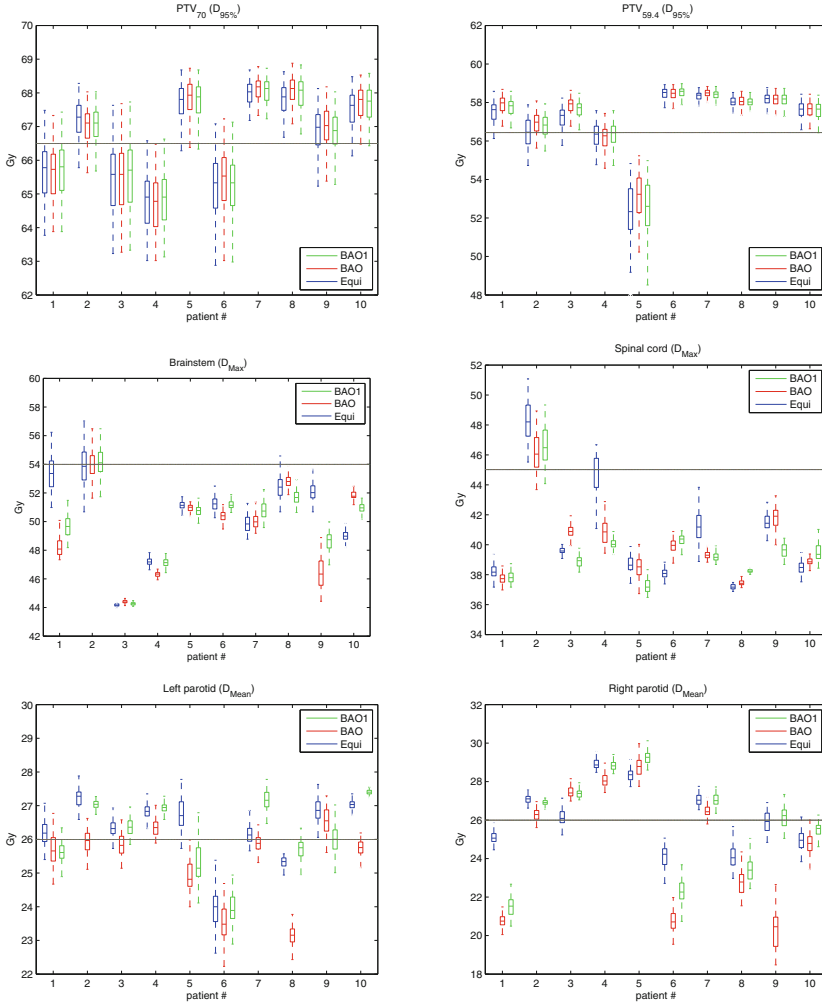 PTV70 (D95%)
70
69
68
67
66
65
64
63
62
Gy
BAO1
BAO
Equi
1 2 3 4 5 6 7 8 9 10
patient #
PTV59.4 (D95%)
62
60
58
56
54
52
50
48
Gy
BAO1
BAO
Equi
1 2 3 4 5 6 7 8 9 10
patient #
Brainstem (DMax)
60
58
56
54
52
50
48
46
44
42
Gy
BAO1
BAO
Equi
1 2 3 4 5 6 7 8 9 10
patient #
Spinal cord (DMax)
52
50
48
46
44
42
40
38
36
34
Gy
BAO1
BAO
Equi
1 2 3 4 5 6 7 8 9 10
patient #
Left parotid (DMean)
30
29
28
27
26
25
24
23
22
Gy
BAO1
BAO
Equi
1 2 3 4 5 6 7 8 9 10
patient #
Right parotid (DMean)
32
30
28
26
24
22
20
18
Gy
BAO1
BAO
Equi
1 2 3 4 5 6 7 8 9 10
patient #